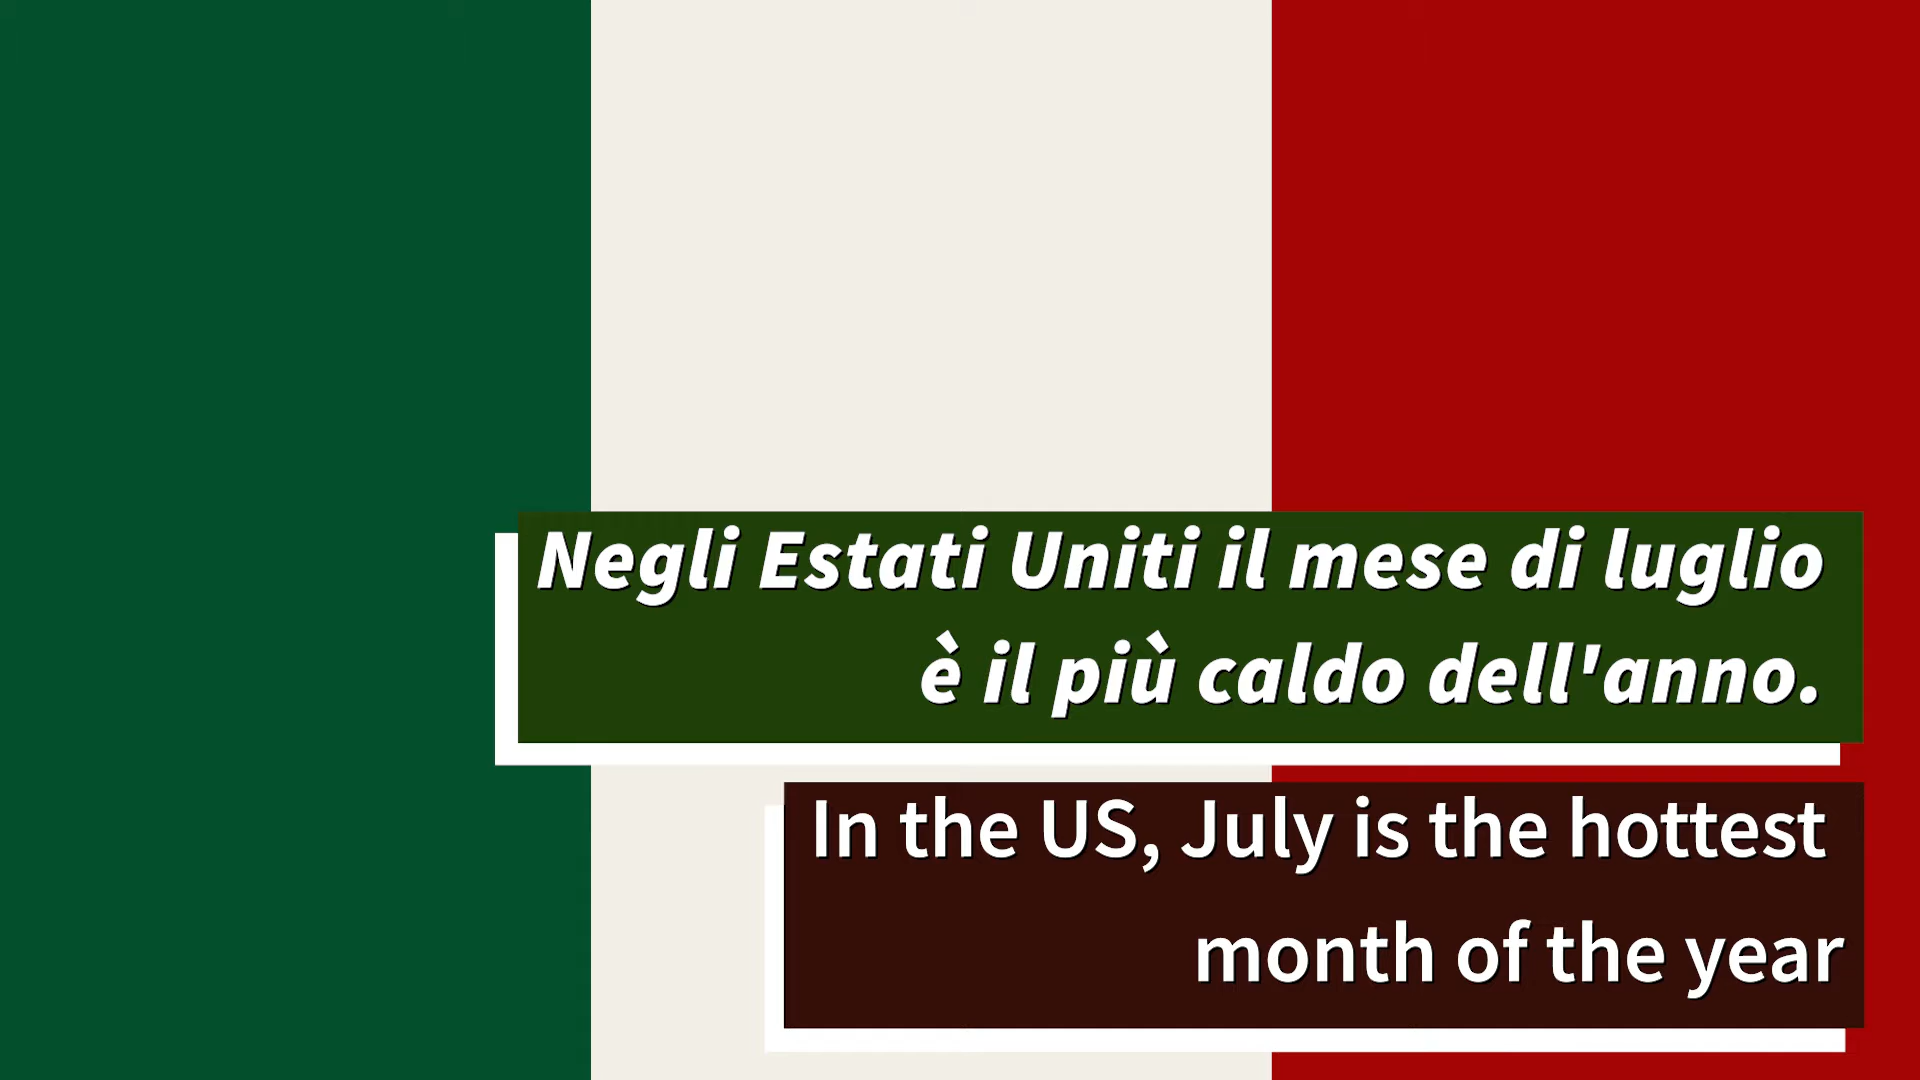 Negli Estati Uniti il mese di luglio
è il più caldo dell'anno.
In the US, July is the hottest
month of the year